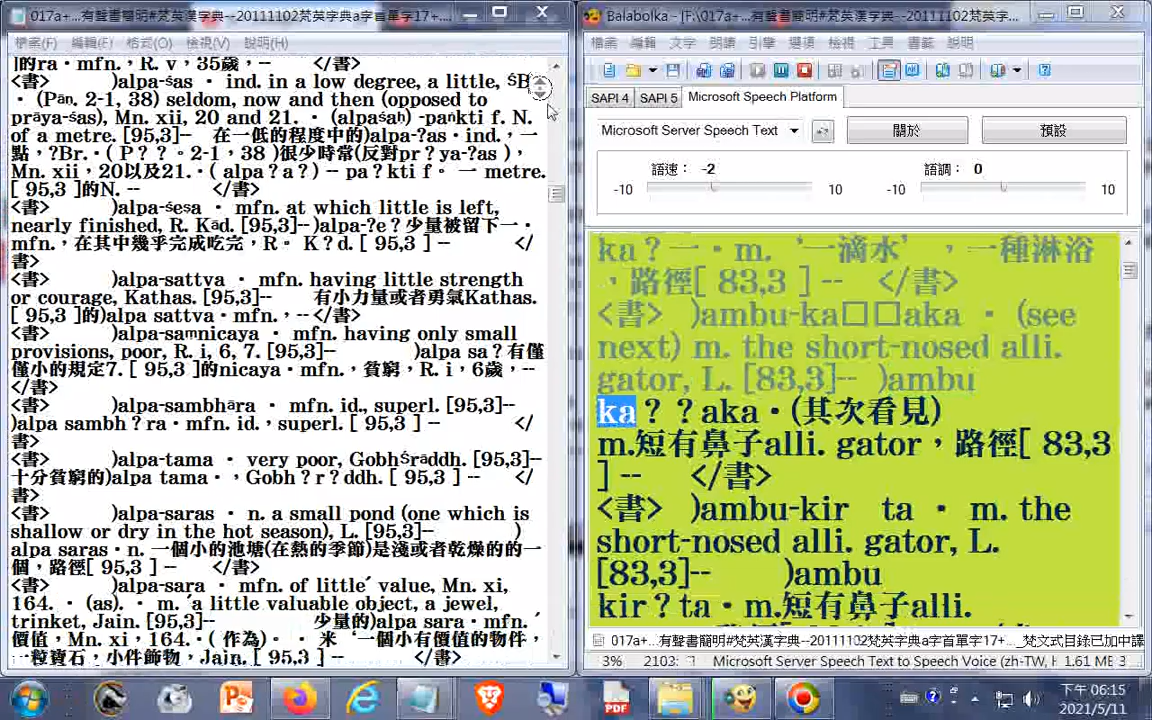 017a+...有聲書簡明#梵英漢字典--20111102梵英字典a字首單字17+...
檔案(F) 編輯(E) 格式(O) 檢視(V) 說明(H)
]的ra‧mfn.，R. v，35歲，-- </書>
<書> )alpa-śas ‧ ind. in a low degree, a little, ŚB
‧ (Pāṇ. 2-1, 38) seldom, now and then (opposed to
prāya-śas), Mn. xii, 20 and 21. ‧ (alpaśaḥ) -paṅkti f. N.
of a metre. [95,3]-- 在一低的程度中的)alpa-?as‧ind.，一
點，?Br.‧( P？？。2-1，38 )很少時常(反對pr？ya-?as )，
Mn. xii，20以及21.‧( alpa？a？) -- pa？kti f。 一 metre.
[ 95,3 ]的N. -- </書>
<書> )alpa-śeṣa ‧ mfn. at which little is left,
nearly finished, R. Kād. [95,3]-- )alpa-?e？少量被留下一‧
mfn.，在其中幾乎完成吃完，R。 K？d. [ 95,3 ] -- </
書>
<書> )alpa-sattva ‧ mfn. having little strength
or courage, Kathas. [95,3]-- 有小力量或者勇氣Kathas.
[ 95,3 ]的)alpa sattva‧mfn.，-- </書>
<書> )alpa-saṃnicaya ‧ mfn. having only small
provisions, poor, R. i, 6, 7. [95,3]-- )alpa sa？有僅
僅小的規定7. [ 95,3 ]的nicaya‧mfn.，貧窮，R. i，6歲，--
</書>
<書> )alpa-sambhāra ‧ mfn. id., superl. [95,3]--
)alpa sambh？ra‧mfn. id.，superl. [ 95,3 ] -- </
書>
<書> )alpa-tama ‧ very poor, GobhŚrāddh. [95,3]--
十分貧窮的)alpa tama‧，Gobh？r？ddh. [ 95,3 ] -- </
書>
<書> )alpa-saras ‧ n. a small pond (one which is
shallow or dry in the hot season), L. [95,3]-- )
alpa saras‧n. 一個小的池塘(在熱的季節)是淺或者乾燥的的一
個，路徑[ 95,3 ] -- </書>
<書> )alpa-sara ‧ mfn. of little´ value, Mn. xi,
164. ‧ (as). ‧ m. ´a little valuable object, a jewel,
trinket, Jain. [95,3]-- 少量的)alpa sara‧mfn.´
價值，Mn. xi，164.‧( 作為)。‧米‘一個小有價值的物件，
一粒寶石，小件飾物，Jain. [ 95,3 ] -- </書>
Balabolka - [F:\017a+...有聲書簡明#梵英漢字典--20111102梵英字...
檔案 編輯 文字 朗讀 引擎 選項 檢視 工具 書籤 說明
SAPI 4 SAPI 5 Microsoft Speech Platform
Microsoft Server Speech Text 關於 預設
語速： -2 語調： 0
-10 10 -10 10
ka？一‧m.‘一滴水’，一種淋浴
，路徑[ 83,3 ] -- </書>
<書> )ambu-ka□□aka ‧ (see
next) m. the short-nosed alli.
gator, L. [83,3]-- )ambu
ka？？aka‧(其次看見)
m.短有鼻子alli. gator，路徑[ 83,3
] -- </書>
<書> )ambu-kir ta ‧ m. the
short-nosed alli. gator, L.
[83,3]-- )ambu
kir？ta‧m.短有鼻子alli.
017a+...有聲書簡明#梵英漢字典--20111102梵英字典a字首單字17+...梵文式目錄已加中譯
3% 2103: Microsoft Server Speech Text to Speech Voice (zh-TW, H 1.61 MB 3
下午 06:15
2021/5/11